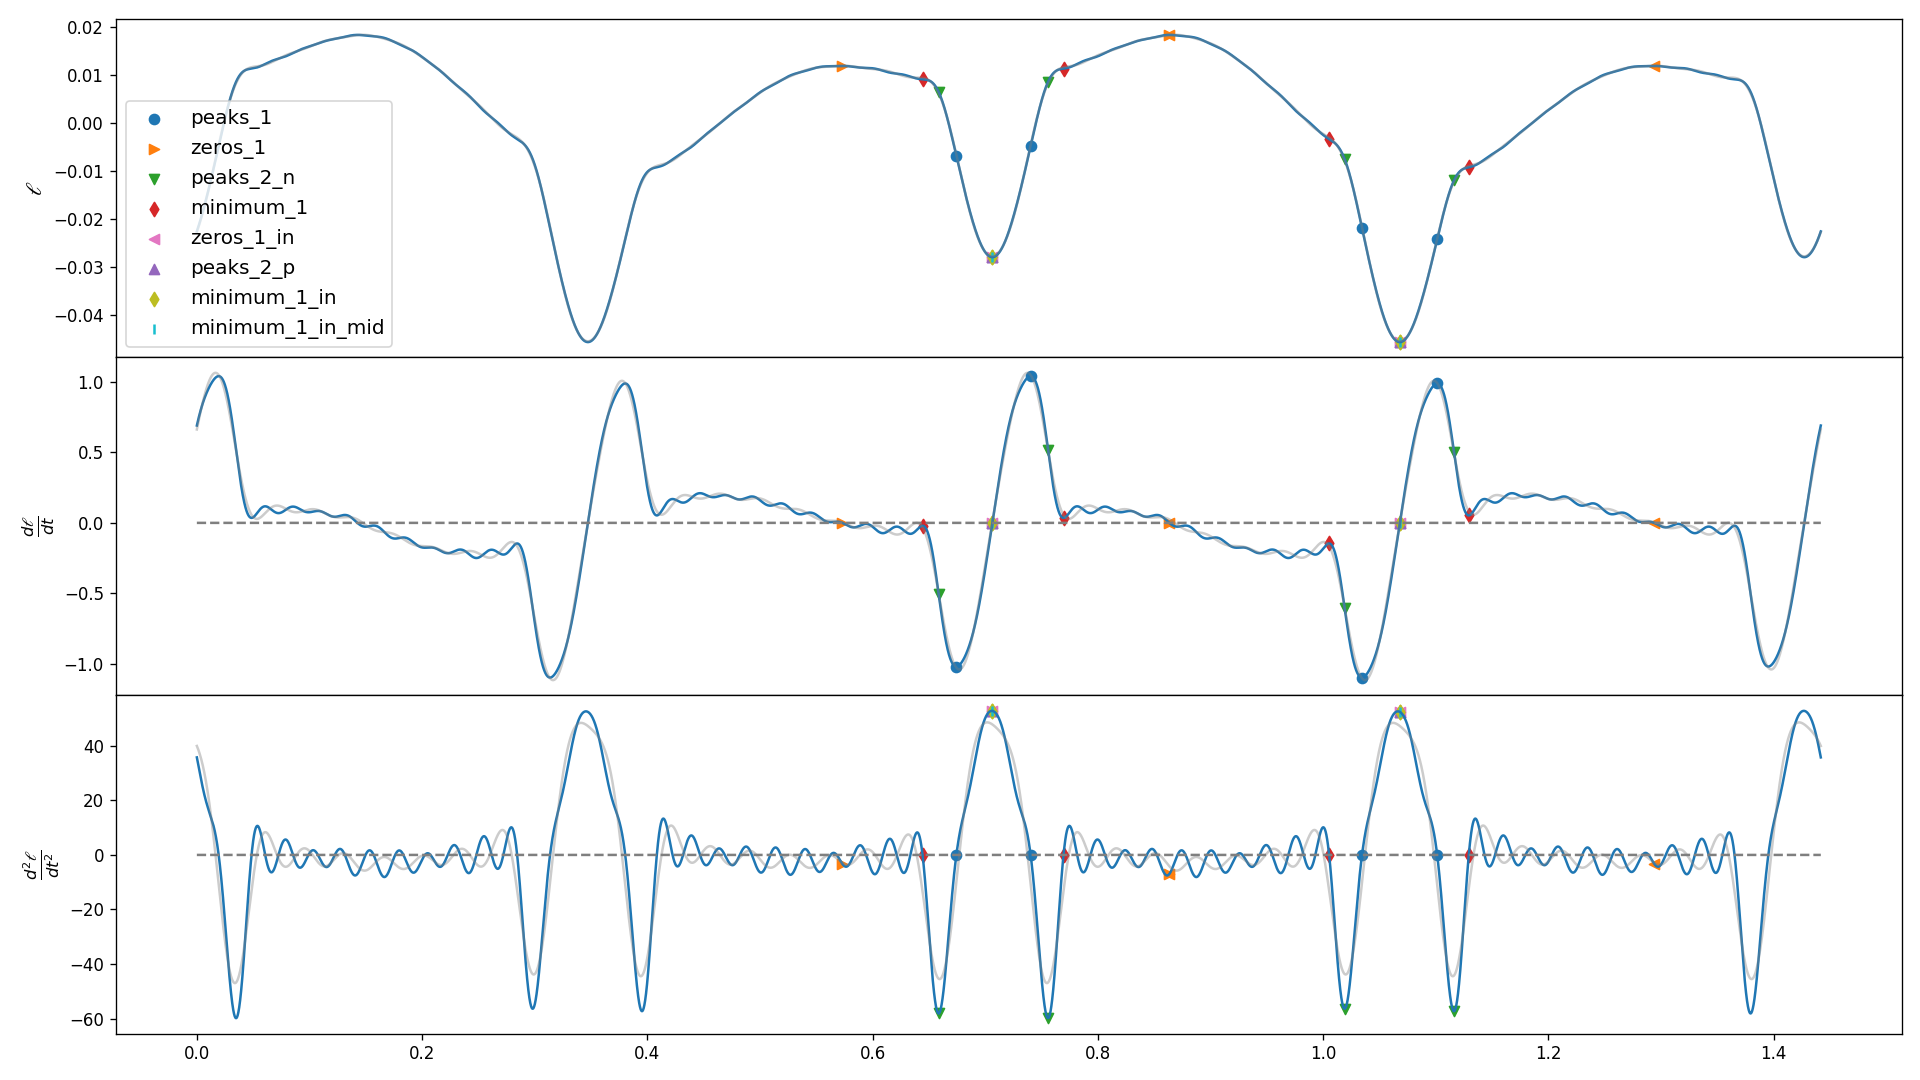 0.02
0.01
0.00
−0.01
−0.02
−0.03
−0.04
ℓ
peaks_1
zeros_1
peaks_2_n
minimum_1
zeros_1_in
peaks_2_p
minimum_1_in
minimum_1_in_mid
1.0
0.5
0.0
−0.5
−1.0
dℓ
dt
40
20
0
−20
−40
−60
d²ℓ
dt²
0.0 0.2 0.4 0.6 0.8 1.0 1.2 1.4